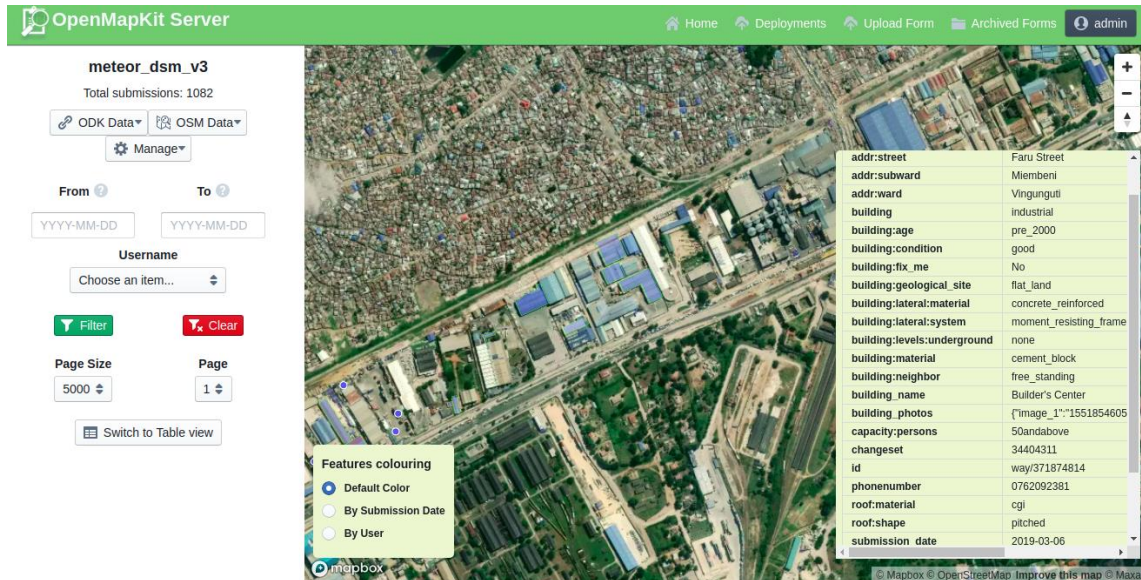 OpenMapKit Server
Home
Deployments
Upload Form
Archived Forms
admin
meteor_dsm_v3
Total submissions: 1082
ODK Data
OSM Data
Manage
From ?
To ?
YYYY-MM-DD
YYYY-MM-DD
Username
Choose an item...
Filter
Clear
Page Size
Page
5000
1
Switch to Table view
Features colouring
Default Color
By Submission Date
By User
mapbox
addr:street Faru Street
addr:subward Miembeni
addr:ward Vingunguti
building industrial
building:age pre_2000
building:condition good
building:fix_me No
building:geological_site flat_land
building:lateral:material concrete_reinforced
building:lateral:system moment_resisting_frame
building:levels:underground none
building:material cement_block
building:neighbor free_standing
building_name Builder's Center
building_photos {"image_1":"1551854605
capacity:persons 50andabove
changeset 34404311
id way/371874814
phonenumber 0762092381
roof:material cgi
roof:shape pitched
submission_date 2019-03-06
© Mapbox © OpenStreetMap Improve this map © Maxa